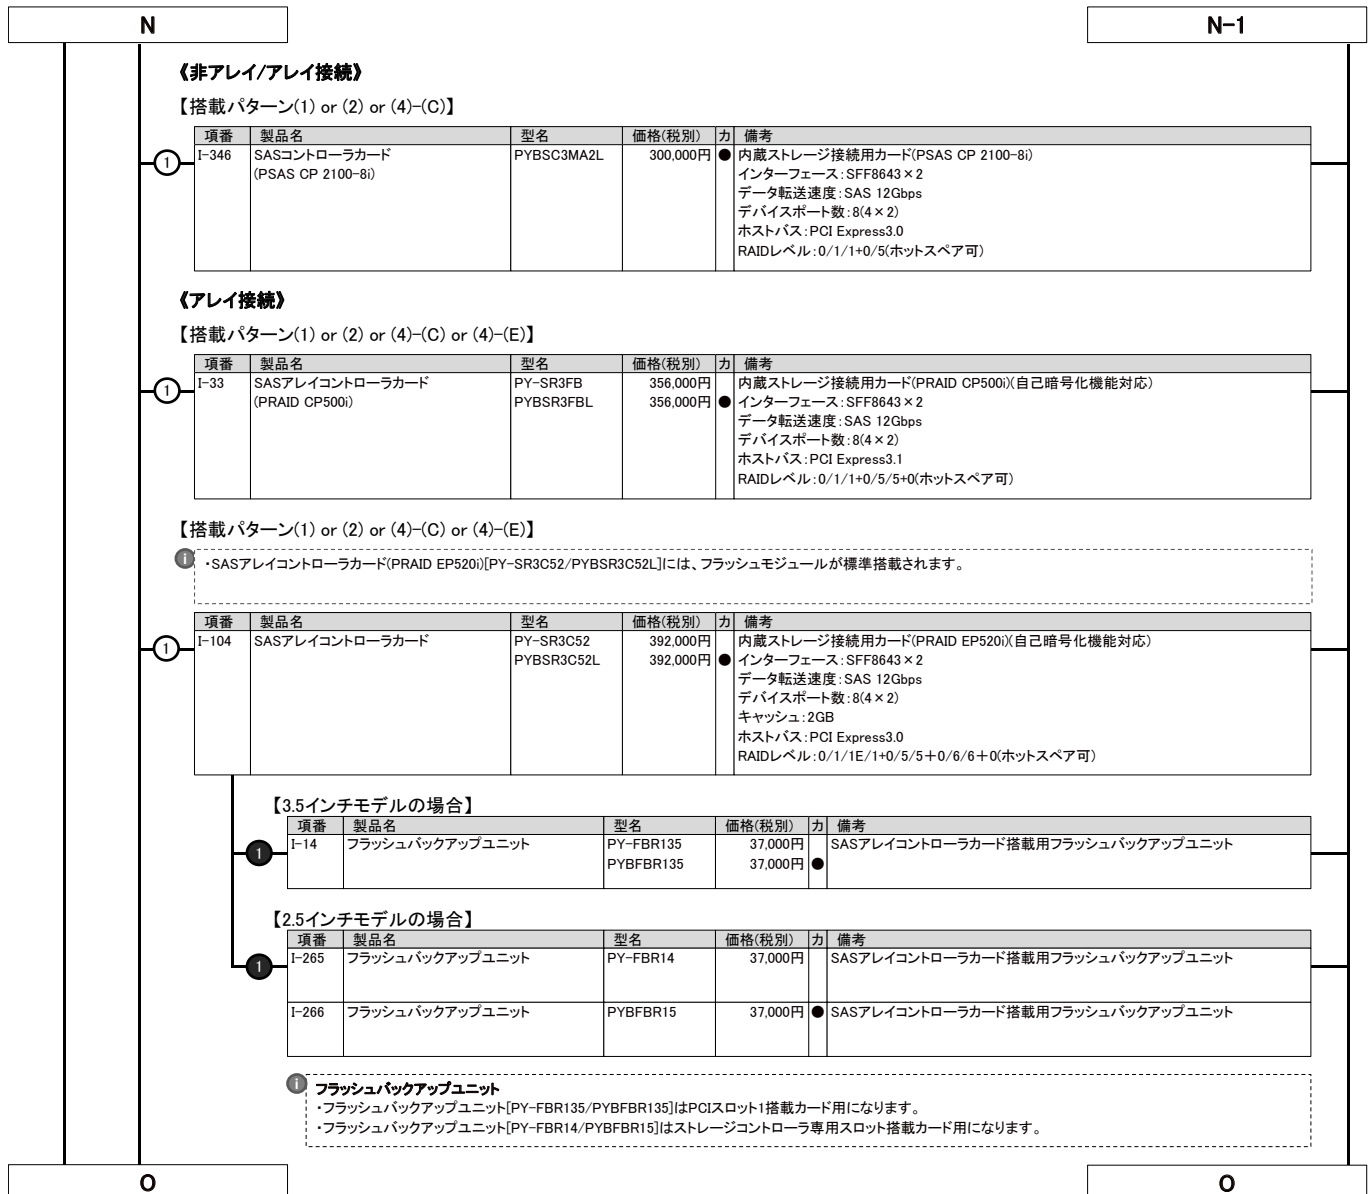 N
N-1
《非アレイ/アレイ接続》
【搭載パターン(1) or (2) or (4)-(C)】
項番 製品名 型名 価格(税別) カ 備考
1 I-346 SASコントローラカード PYBSC3MA2L 300,000円 ● 内蔵ストレージ接続用カード(PSAS CP 2100-8i)
(PSAS CP 2100-8i) インターフェース:SFF8643×2
データ転送速度:SAS 12Gbps
デバイスポート数:8(4×2)
ホストバス:PCI Express3.0
RAIDレベル:0/1/1+0/5(ホットスペア可)
《アレイ接続》
【搭載パターン(1) or (2) or (4)-(C) or (4)-(E)】
項番 製品名 型名 価格(税別) カ 備考
1 I-33 SASアレイコントローラカード PY-SR3FB 356,000円 内蔵ストレージ接続用カード(PRAID CP500i)(自己暗号化機能対応)
(PRAID CP500i) PYBSR3FBL 356,000円 ● インターフェース:SFF8643×2
データ転送速度:SAS 12Gbps
デバイスポート数:8(4×2)
ホストバス:PCI Express3.1
RAIDレベル:0/1/1+0/5/5+0(ホットスペア可)
【搭載パターン(1) or (2) or (4)-(C) or (4)-(E)】
i ・SASアレイコントローラカード(PRAID EP520i)[PY-SR3C52/PYBSR3C52L]には、フラッシュモジュールが標準搭載されます。
項番 製品名 型名 価格(税別) カ 備考
1 I-104 SASアレイコントローラカード PY-SR3C52 392,000円 内蔵ストレージ接続用カード(PRAID EP520i)(自己暗号化機能対応)
PYBSR3C52L 392,000円 ● インターフェース:SFF8643×2
データ転送速度:SAS 12Gbps
デバイスポート数:8(4×2)
キャッシュ:2GB
ホストバス:PCI Express3.0
RAIDレベル:0/1/1E/1+0/5/5+0/6/6+0(ホットスペア可)
【3.5インチモデルの場合】
項番 製品名 型名 価格(税別) カ 備考
1 I-14 フラッシュバックアップユニット PY-FBR135 37,000円 SASアレイコントローラカード搭載用フラッシュバックアップユニット
PYBFBR135 37,000円 ●
【2.5インチモデルの場合】
項番 製品名 型名 価格(税別) カ 備考
1 I-265 フラッシュバックアップユニット PY-FBR14 37,000円 SASアレイコントローラカード搭載用フラッシュバックアップユニット
I-266 フラッシュバックアップユニット PYBFBR15 37,000円 ● SASアレイコントローラカード搭載用フラッシュバックアップユニット
i フラッシュバックアップユニット
・フラッシュバックアップユニット[PY-FBR135/PYBFBR135]はPCIスロット1搭載カード用になります。
・フラッシュバックアップユニット[PY-FBR14/PYBFBR15]はストレージコントローラ専用スロット搭載カード用になります。
O
O